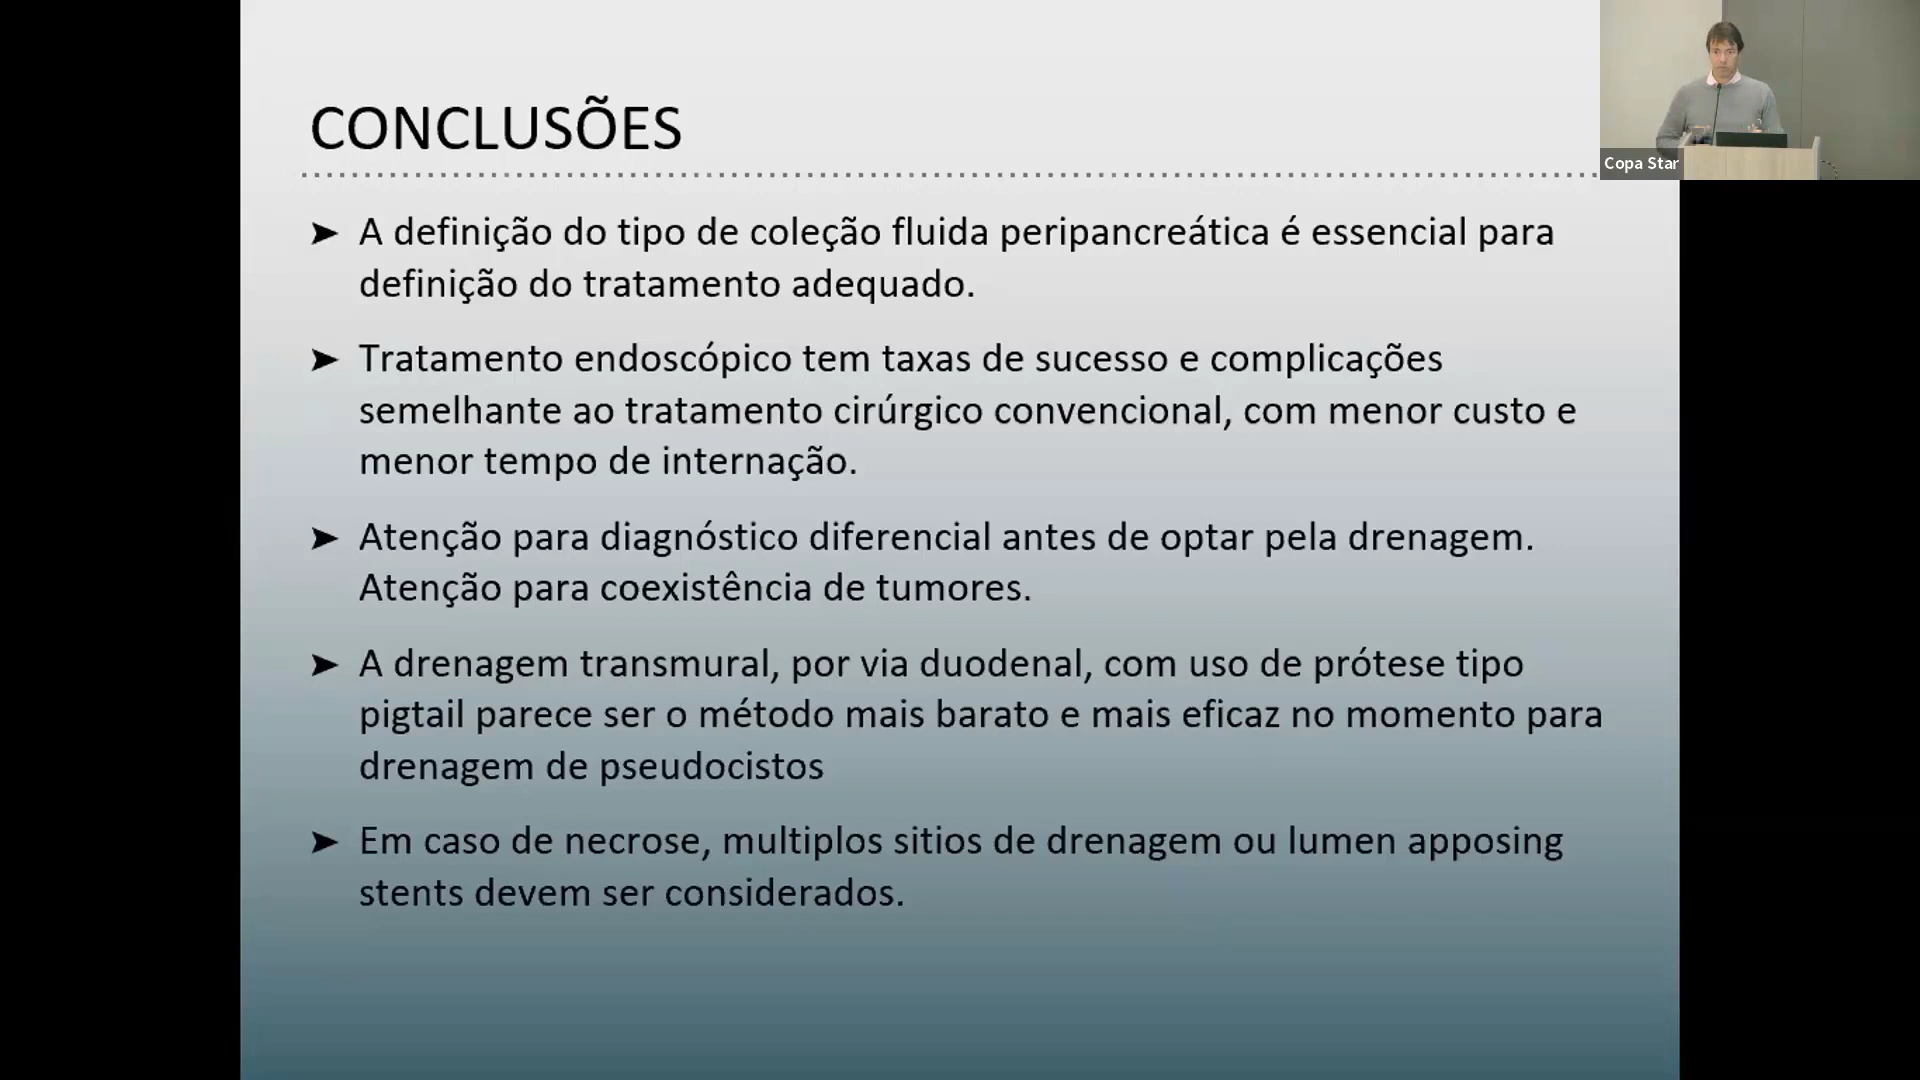 CONCLUSÕES
Copa Star
➤ A definição do tipo de coleção fluida peripancreática é essencial para
definição do tratamento adequado.
➤ Tratamento endoscópico tem taxas de sucesso e complicações
semelhante ao tratamento cirúrgico convencional, com menor custo e
menor tempo de internação.
➤ Atenção para diagnóstico diferencial antes de optar pela drenagem.
Atenção para coexistência de tumores.
➤ A drenagem transmural, por via duodenal, com uso de prótese tipo
pigtail parece ser o método mais barato e mais eficaz no momento para
drenagem de pseudocistos
➤ Em caso de necrose, multiplos sitios de drenagem ou lumen apposing
stents devem ser considerados.